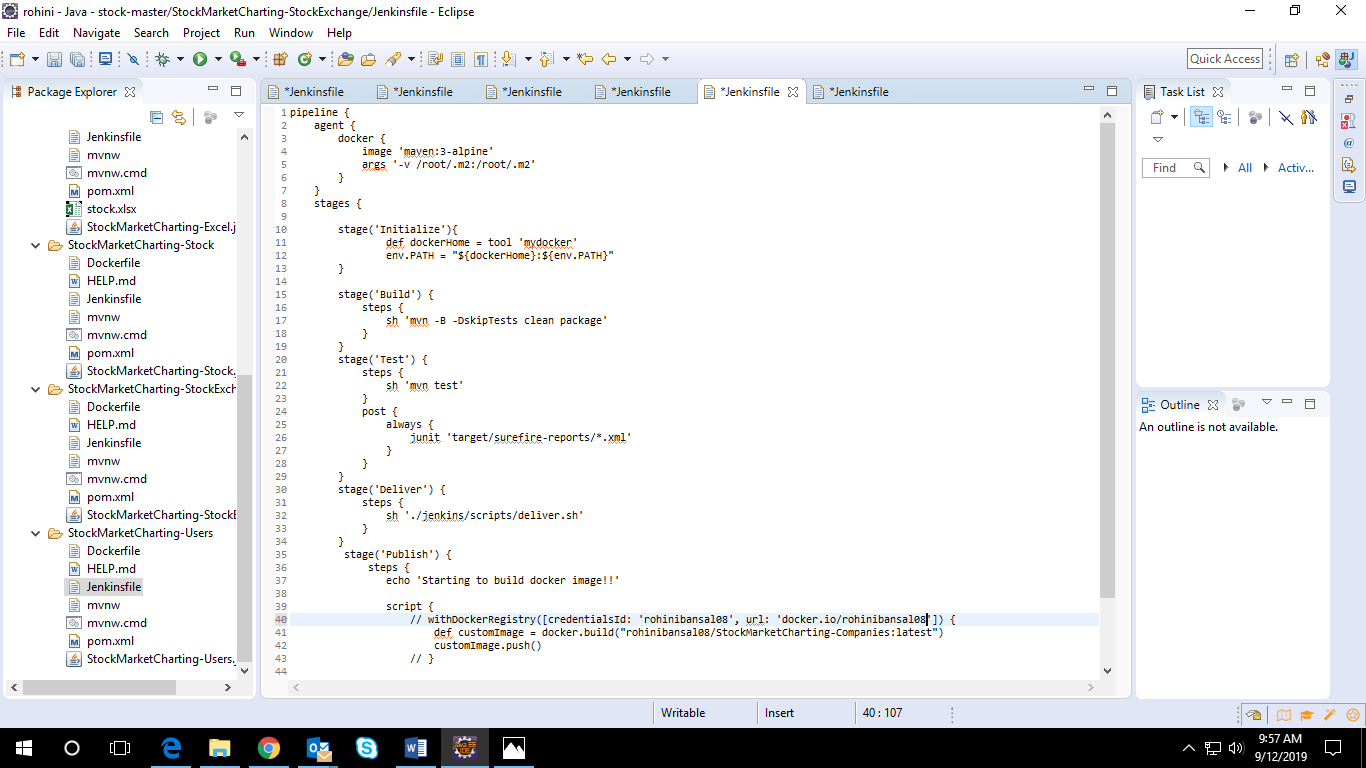 rohini - Java - stock-master/StockMarketCharting-StockExchange/Jenkinsfile - Eclipse
File Edit Navigate Search Project Run Window Help
Quick Access
Package Explorer
Jenkinsfile
mvnw
mvnw.cmd
pom.xml
stock.xlsx
StockMarketCharting-Excel.j
StockMarketCharting-Stock
Dockerfile
HELP.md
Jenkinsfile
mvnw
mvnw.cmd
pom.xml
StockMarketCharting-Stock.
StockMarketCharting-StockExch
Dockerfile
HELP.md
Jenkinsfile
mvnw
mvnw.cmd
pom.xml
StockMarketCharting-StockE
StockMarketCharting-Users
Dockerfile
HELP.md
Jenkinsfile
mvnw
mvnw.cmd
pom.xml
StockMarketCharting-Users.
*Jenkinsfile *Jenkinsfile *Jenkinsfile *Jenkinsfile *Jenkinsfile *Jenkinsfile
1 pipeline {
2 agent {
3 docker {
4 image 'maven:3-alpine'
5 args '-v /root/.m2:/root/.m2'
6 }
7 }
8 stages {
9
10 stage('Initialize'){
11 def dockerHome = tool 'mydocker'
12 env.PATH = "${dockerHome}:${env.PATH}"
13 }
14
15 stage('Build') {
16 steps {
17 sh 'mvn -B -DskipTests clean package'
18 }
19 }
20 stage('Test') {
21 steps {
22 sh 'mvn test'
23 }
24 post {
25 always {
26 junit 'target/surefire-reports/*.xml'
27 }
28 }
29 }
30 stage('Deliver') {
31 steps {
32 sh './jenkins/scripts/deliver.sh'
33 }
34 }
35 stage('Publish') {
36 steps {
37 echo 'Starting to build docker image!!'
38
39 script {
40 // withDockerRegistry([credentialsId: 'rohinibansal08', url: 'docker.io/rohinibansal08']) {
41 def customImage = docker.build("rohinibansal08/StockMarketCharting-Companies:latest")
42 customImage.push()
43 // }
44
Task List
Find All Activ...
Outline
An outline is not available.
Writable Insert 40 : 107
9:57 AM
9/12/2019